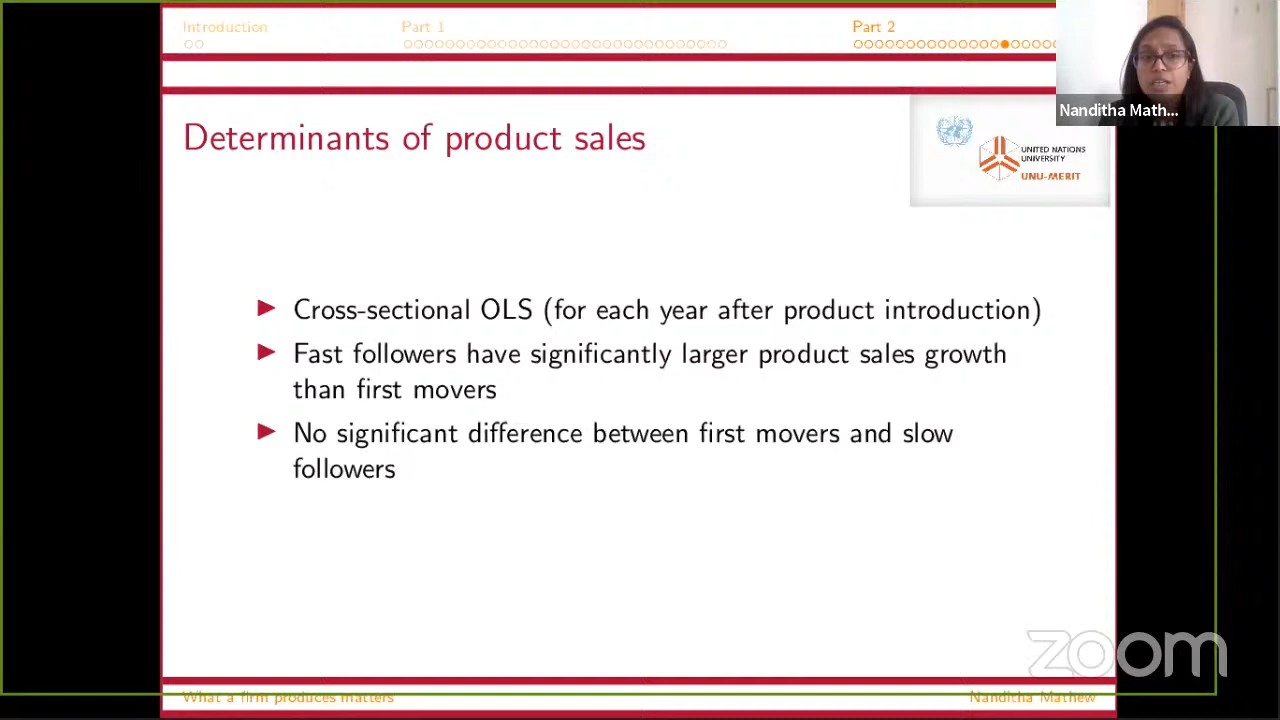 Introduction
Part 1
Part 2
Nanditha Math...
Determinants of product sales
UNITED NATIONS
UNIVERSITY
UNU-MERIT
Cross-sectional OLS (for each year after product introduction)
Fast followers have significantly larger product sales growth
than first movers
No significant difference between first movers and slow
followers
zoom
What a firm produces matters
Nanditha Mathew